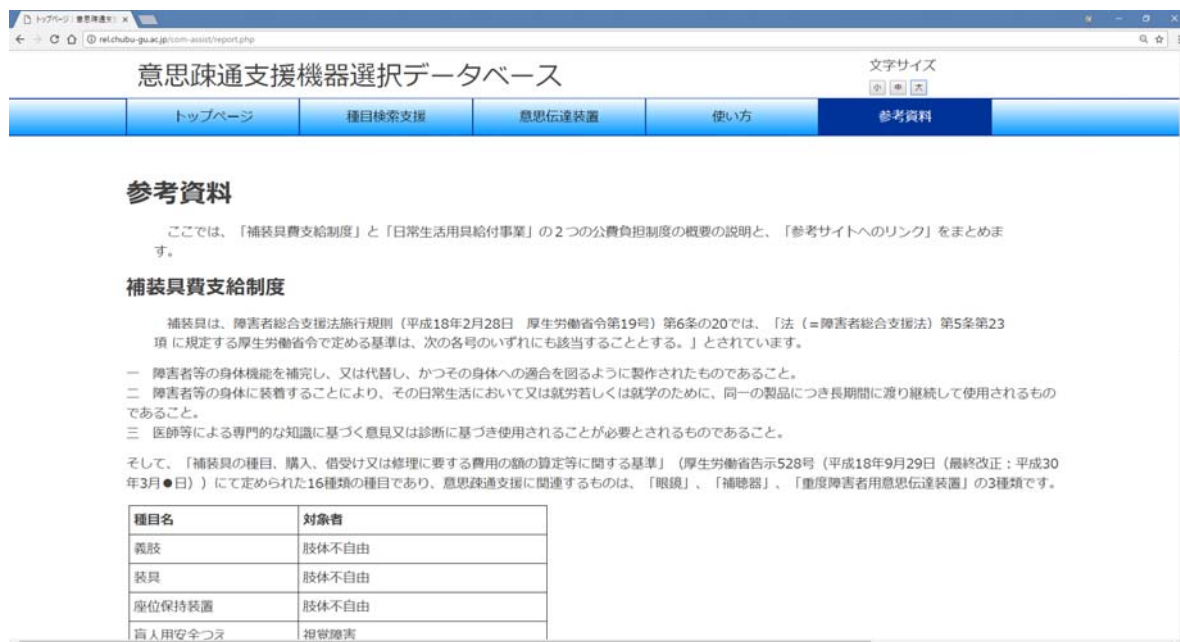 トップページ | 意思疎通支
rel.chubu-gu.ac.jp/com-assist/report.php
意思疎通支援機器選択データベース
文字サイズ
小 中 大
トップページ 種目検索支援 意思伝達装置 使い方 参考資料
参考資料
ここでは、「補装具費支給制度」と「日常生活用具給付事業」の２つの公費負担制度の概要の説明と、「参考サイトへのリンク」をまとめま
す。
補装具費支給制度
補装具は、障害者総合支援法施行規則（平成18年2月28日　厚生労働省令第19号）第6条の20では、「法（＝障害者総合支援法）第5条第23
項 に規定する厚生労働省令で定める基準は、次の各号のいずれにも該当することとする。」とされています。
一　障害者等の身体機能を補完し、又は代替し、かつその身体への適合を図るように製作されたものであること。
二　障害者等の身体に装着することにより、その日常生活において又は就労若しくは就学のために、同一の製品につき長期間に渡り継続して使用されるもの
であること。
三　医師等による専門的な知識に基づく意見又は診断に基づき使用されることが必要とされるものであること。
そして、「補装具の種目、購入、借受け又は修理に要する費用の額の算定等に関する基準」（厚生労働省告示528号（平成18年9月29日（最終改正：平成30
年3月●日））にて定められた16種類の種目であり、意思疎通支援に関連するものは、「眼鏡」、「補聴器」、「重度障害者用意思伝達装置」の3種類です。
種目名 対象者
義肢 肢体不自由
装具 肢体不自由
座位保持装置 肢体不自由
盲人用安全つえ 視覚障害